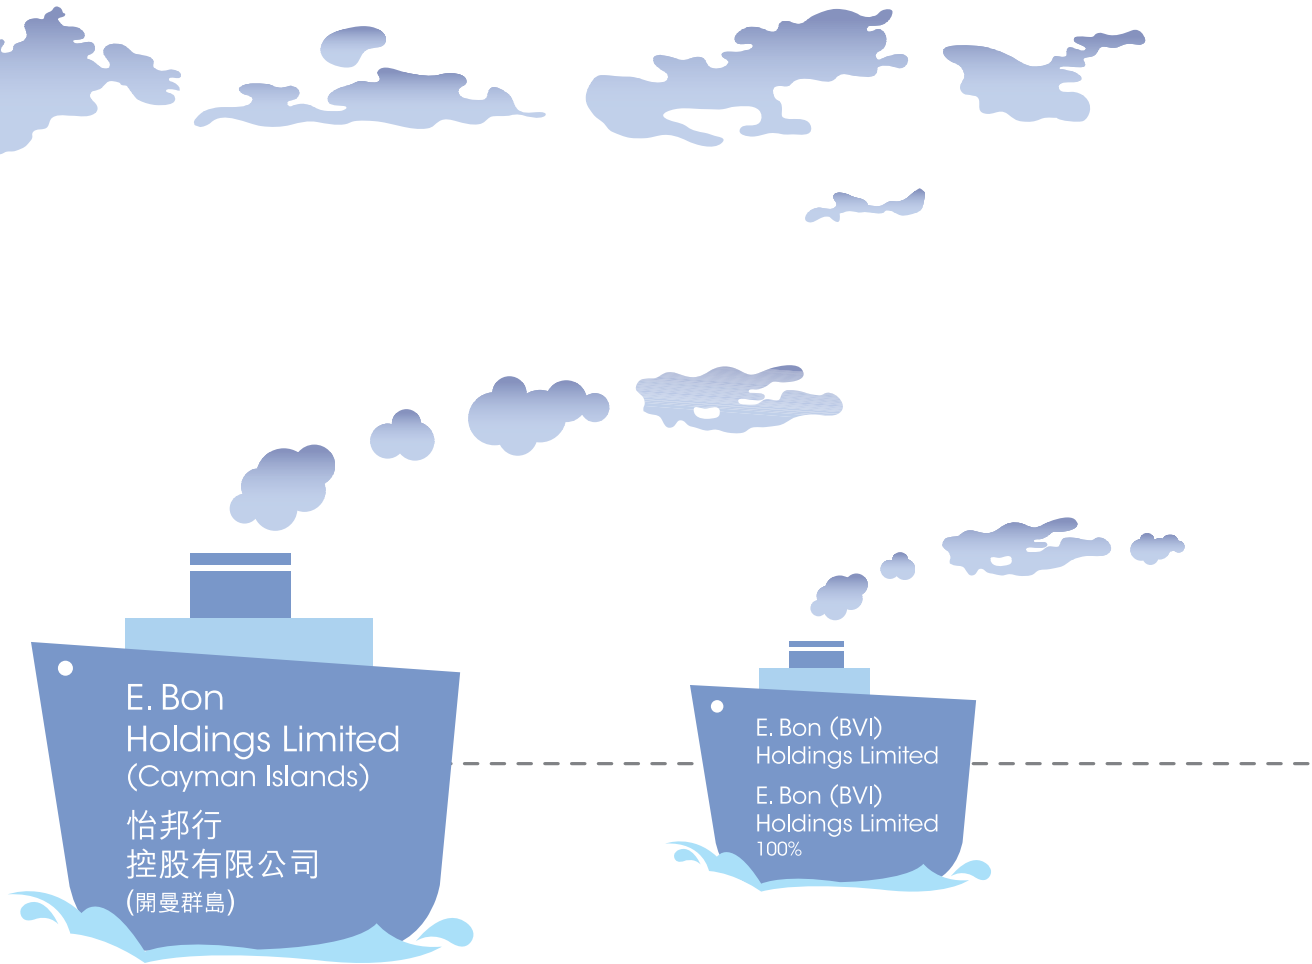 E. Bon
Holdings Limited
(Cayman Islands)
怡邦行
控股有限公司
(開曼群島)
E. Bon (BVI)
Holdings Limited
E. Bon (BVI)
Holdings Limited
100%